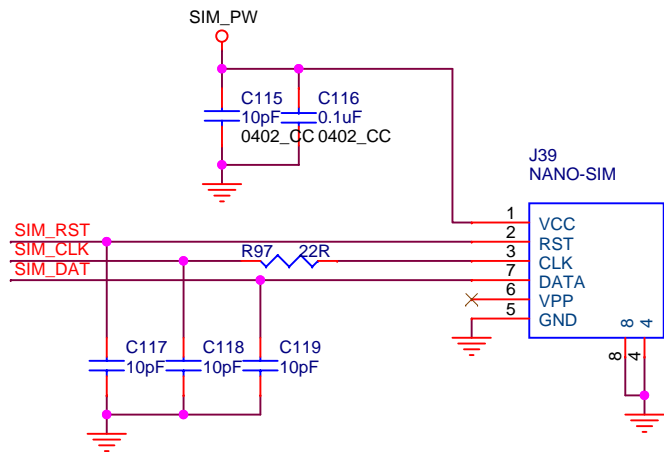 SIM_PW
C115
10pF
0402_CC
C116
0.1uF
0402_CC
J39
NANO-SIM
1
VCC
SIM_RST
2
RST
SIM_CLK
R97
22R
3
CLK
SIM_DAT
7
DATA
6
VPP
5
GND
8
4
8
4
C117
10pF
C118
10pF
C119
10pF